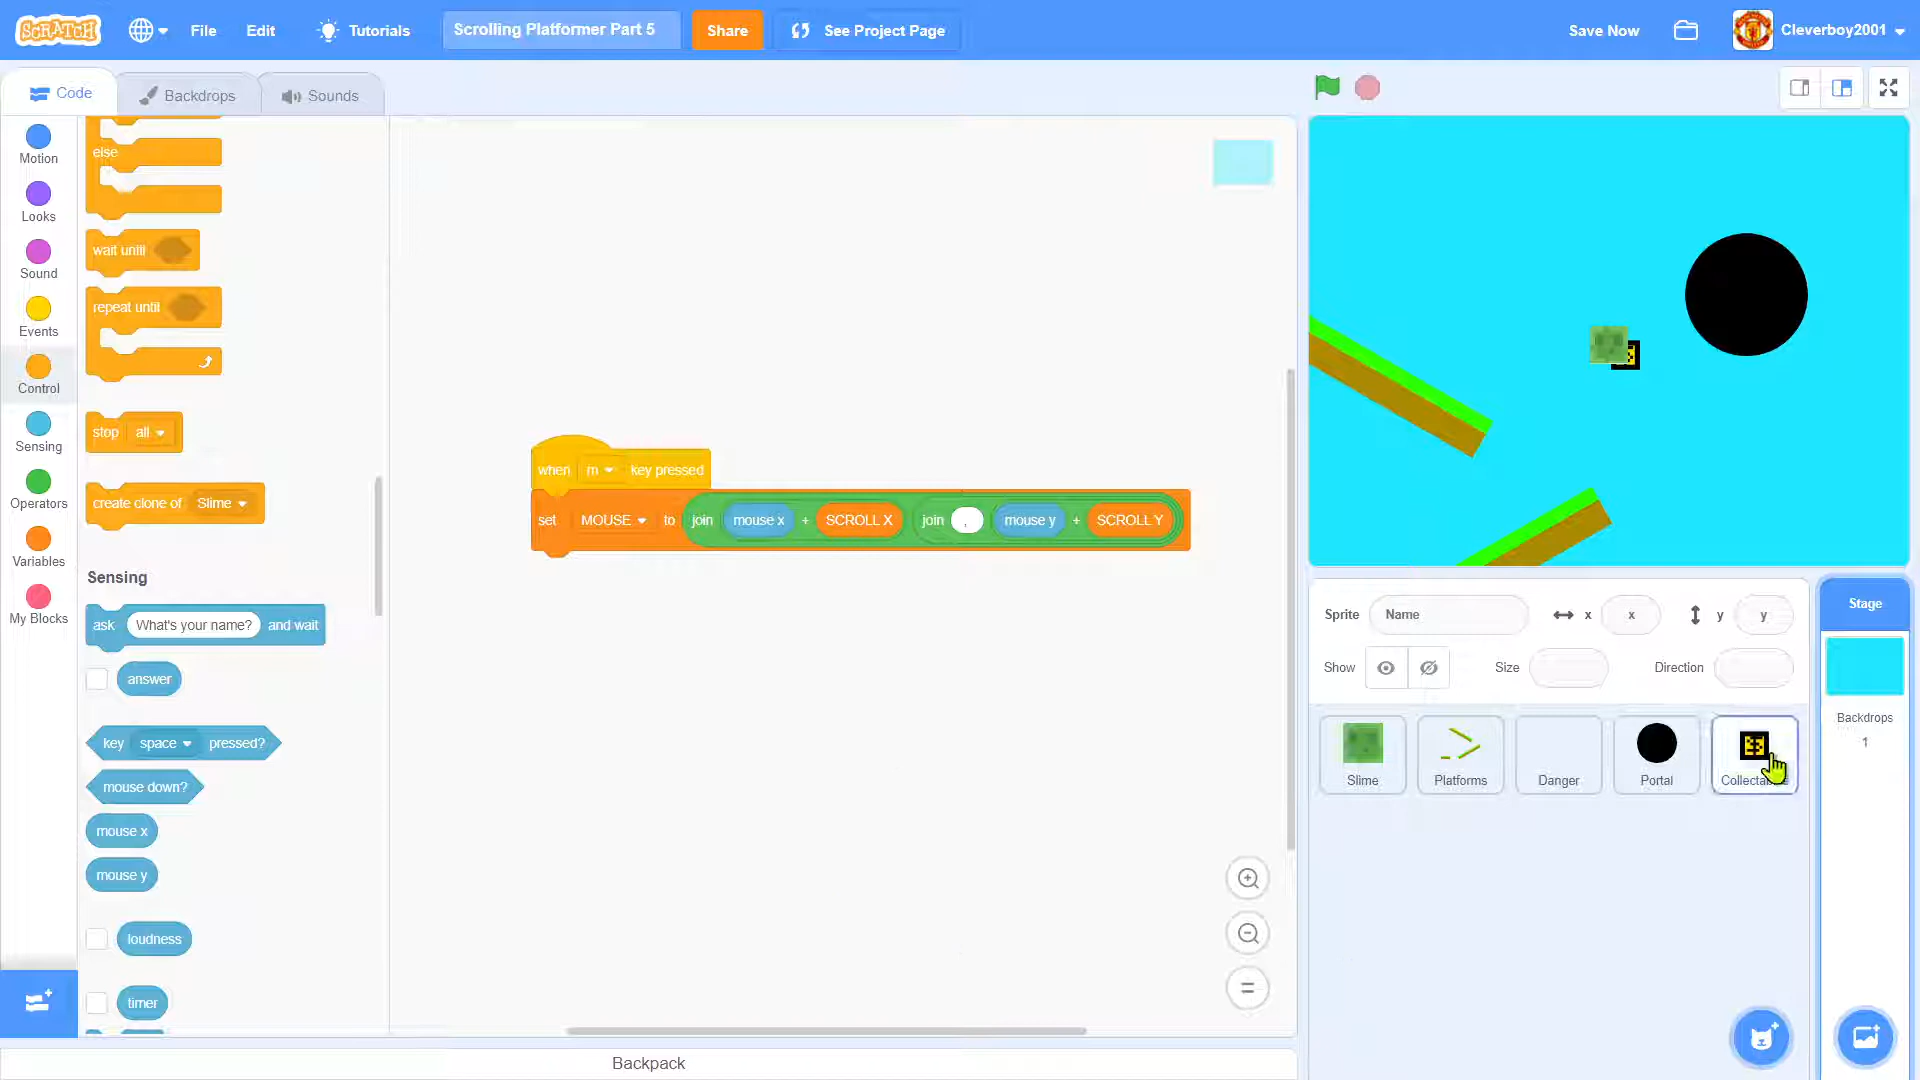 SCRATCH
File
Edit
Tutorials
Scrolling Platformer Part 5
Share
See Project Page
Save Now
Cleverboy2001
Code
Backdrops
Sounds
Motion
Looks
Sound
Events
Control
Sensing
Operators
Variables
My Blocks
else
wait until
repeat until
stop all
create clone of Slime
Sensing
ask What's your name? and wait
answer
key space pressed?
mouse down?
mouse x
mouse y
loudness
timer
when m key pressed
set MOUSE to join mouse x + SCROLL X join , mouse y + SCROLL Y
Sprite Name x x y y
Show Size Direction
Slime
Platforms
Danger
Portal
Stage
Backdrops
1
Backpack